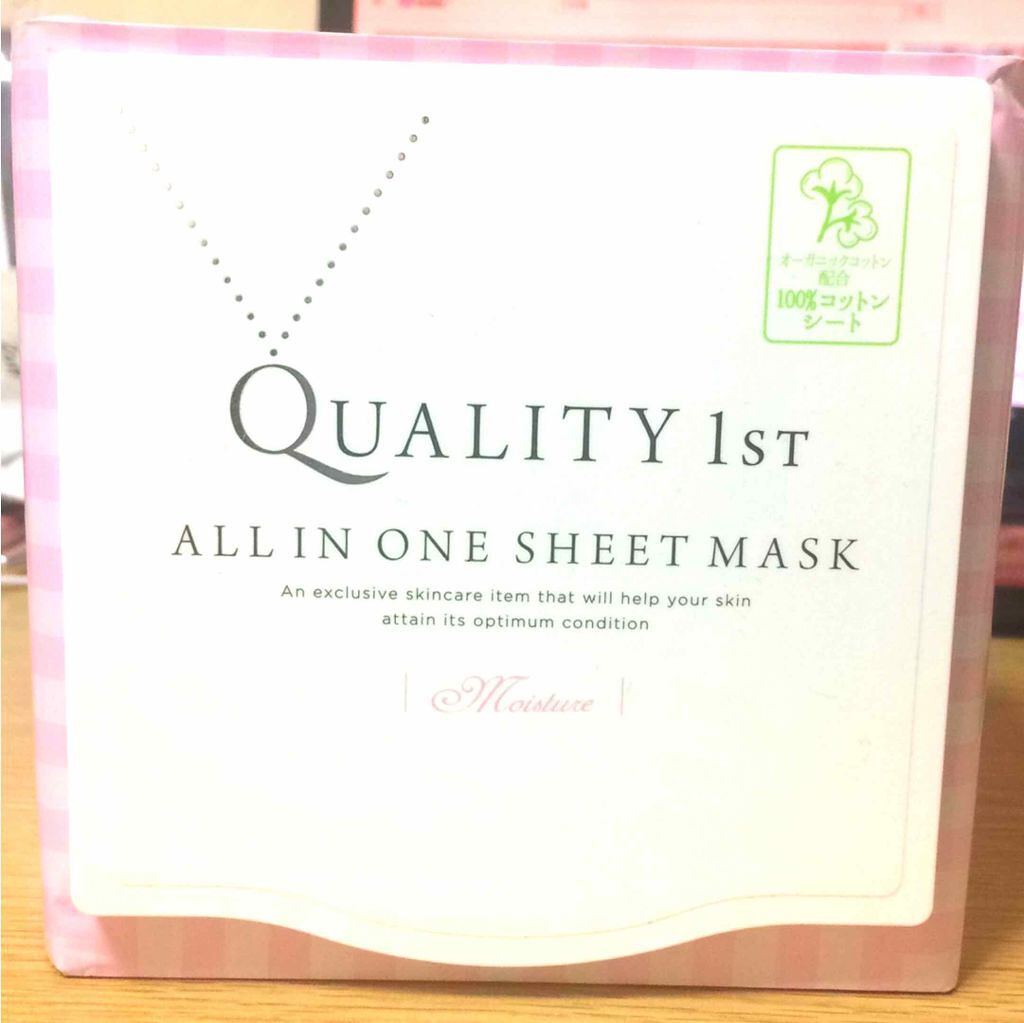 オーガニックコットン
配合
100%コットン
シート
QUALITY 1ST
ALL IN ONE SHEET MASK
An exclusive skincare item that will help your skin
attain its optimum condition
Moisture